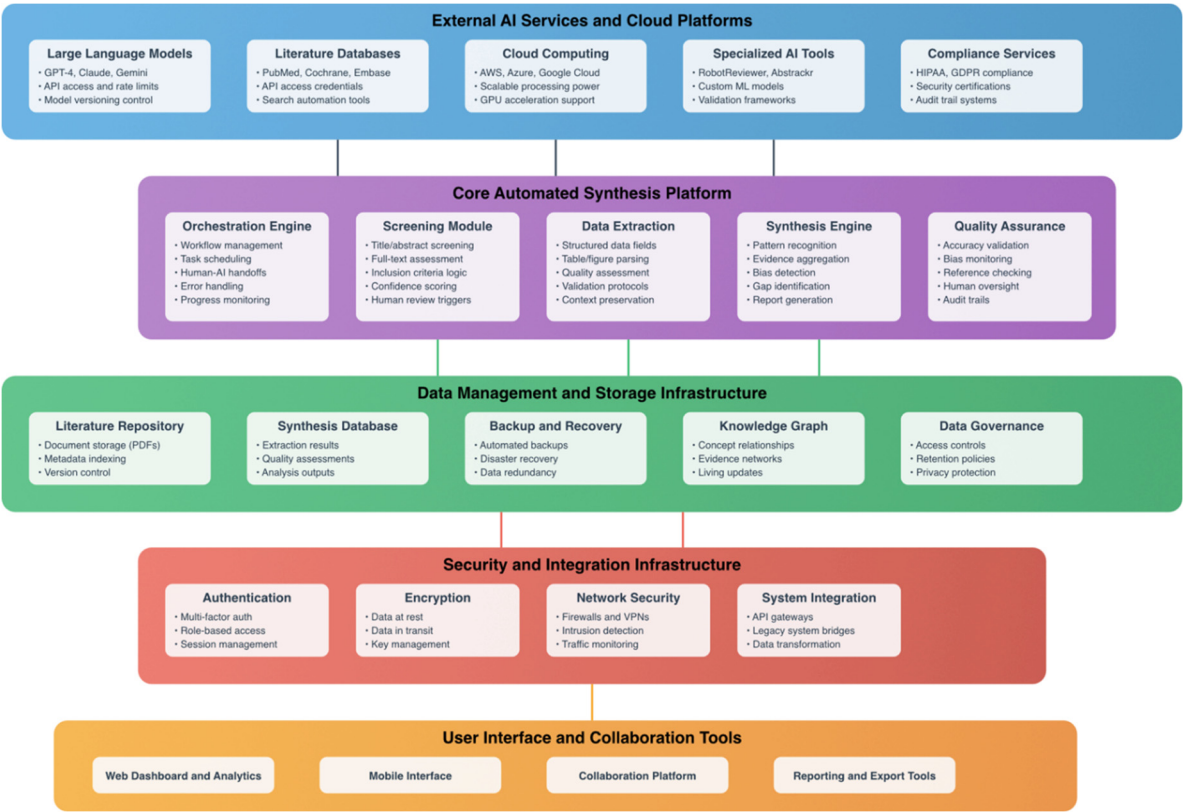 External AI Services and Cloud Platforms
Large Language Models
• GPT-4, Claude, Gemini
• API access and rate limits
• Model versioning control
Literature Databases
• PubMed, Cochrane, Embase
• API access credentials
• Search automation tools
Cloud Computing
• AWS, Azure, Google Cloud
• Scalable processing power
• GPU acceleration support
Specialized AI Tools
• RobotReviewer, Abstrackr
• Custom ML models
• Validation frameworks
Compliance Services
• HIPAA, GDPR compliance
• Security certifications
• Audit trail systems
Core Automated Synthesis Platform
Orchestration Engine
• Workflow management
• Task scheduling
• Human-AI handoffs
• Error handling
• Progress monitoring
Screening Module
• Title/abstract screening
• Full-text assessment
• Inclusion criteria logic
• Confidence scoring
• Human review triggers
Data Extraction
• Structured data fields
• Table/figure parsing
• Quality assessment
• Validation protocols
• Context preservation
Synthesis Engine
• Pattern recognition
• Evidence aggregation
• Bias detection
• Gap identification
• Report generation
Quality Assurance
• Accuracy validation
• Bias monitoring
• Reference checking
• Human oversight
• Audit trails
Data Management and Storage Infrastructure
Literature Repository
• Document storage (PDFs)
• Metadata indexing
• Version control
Synthesis Database
• Extraction results
• Quality assessments
• Analysis outputs
Backup and Recovery
• Automated backups
• Disaster recovery
• Data redundancy
Knowledge Graph
• Concept relationships
• Evidence networks
• Living updates
Data Governance
• Access controls
• Retention policies
• Privacy protection
Security and Integration Infrastructure
Authentication
• Multi-factor auth
• Role-based access
• Session management
Encryption
• Data at rest
• Data in transit
• Key management
Network Security
• Firewalls and VPNs
• Intrusion detection
• Traffic monitoring
System Integration
• API gateways
• Legacy system bridges
• Data transformation
User Interface and Collaboration Tools
Web Dashboard and Analytics
Mobile Interface
Collaboration Platform
Reporting and Export Tools